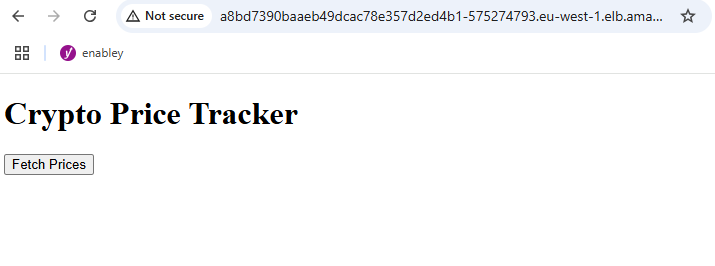 Not secure a8bd7390baaeb49dcac78e357d2ed4b1-575274793.eu-west-1.elb.ama...
y enabley
Crypto Price Tracker
Fetch Prices